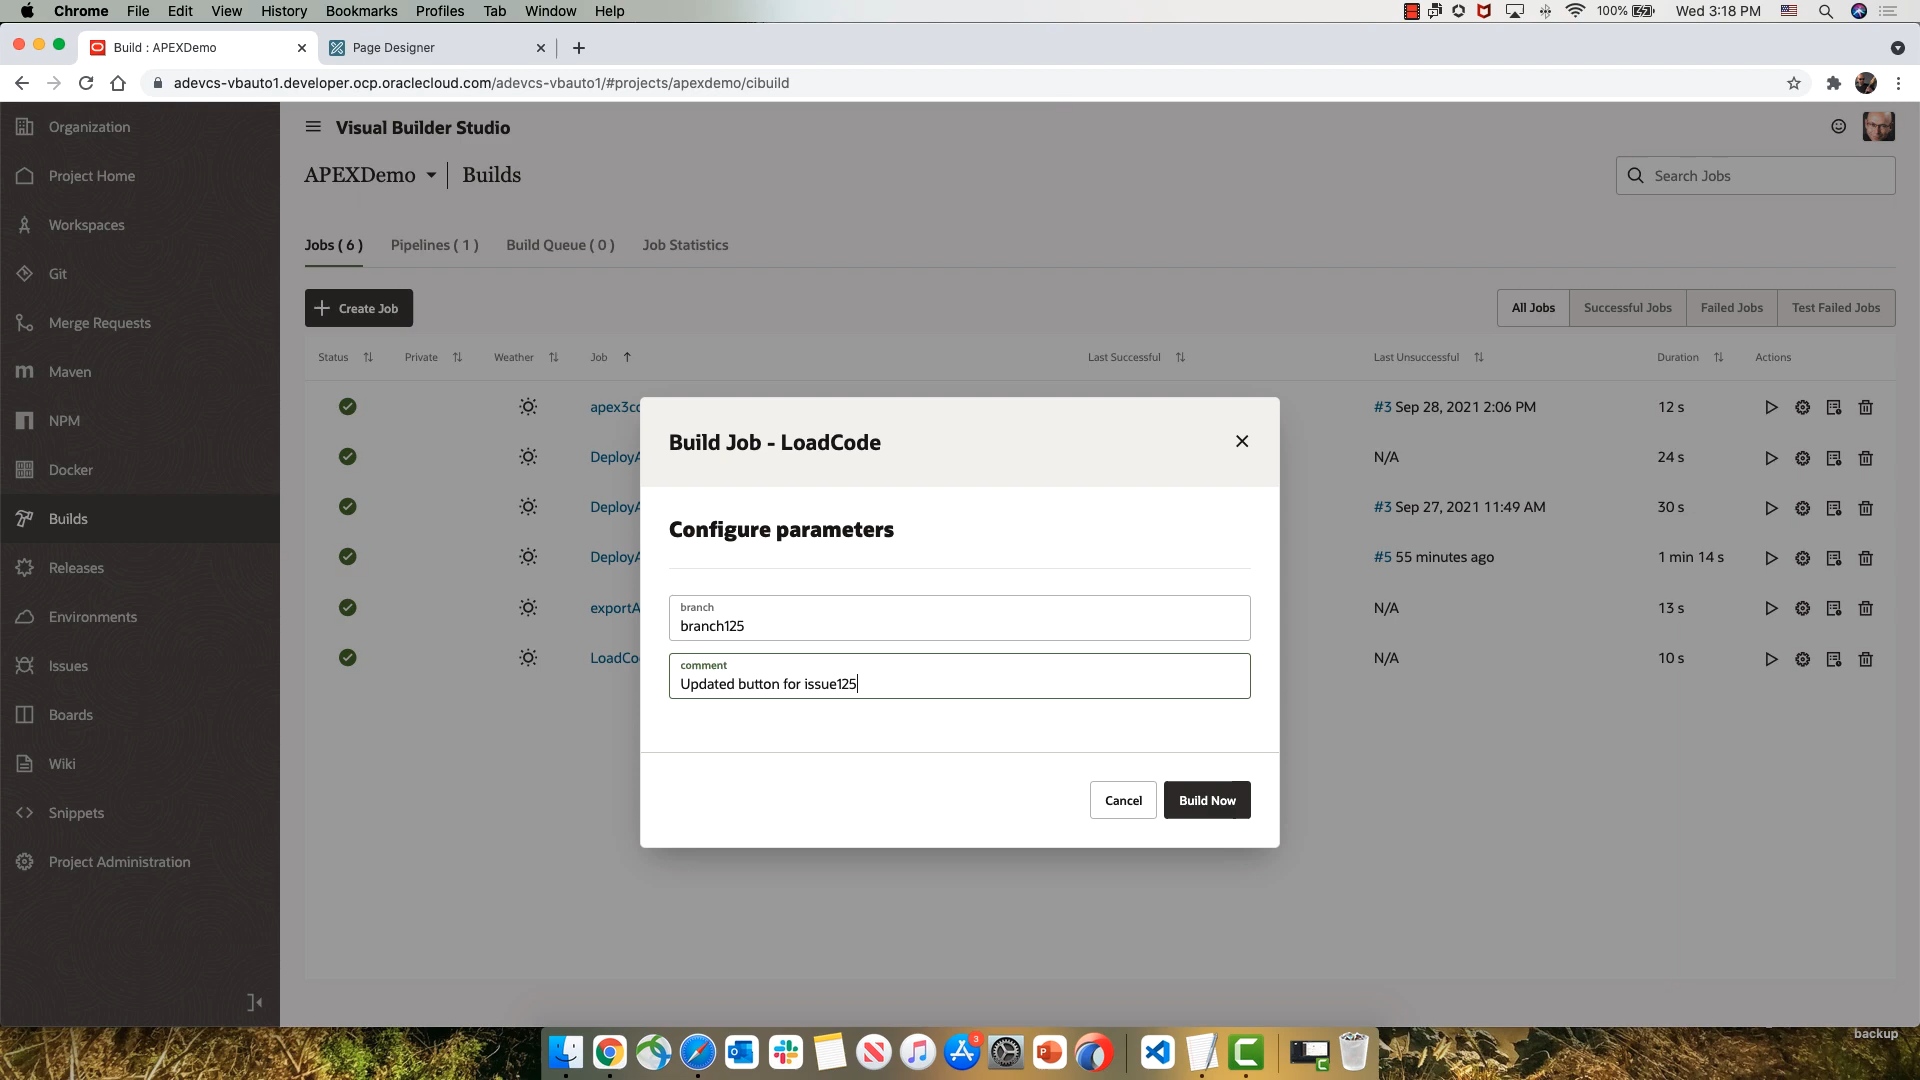 Chrome File Edit View History Bookmarks Profiles Tab Window Help 100% Wed 3:18 PM
Build : APEXDemo Page Designer
adevcs-vbauto1.developer.ocp.oraclecloud.com/adevcs-vbauto1/#projects/apexdemo/cibuild
Organization
Project Home
Workspaces
Git
Merge Requests
Maven
NPM
Docker
Builds
Releases
Environments
Issues
Boards
Wiki
Snippets
Project Administration
Visual Builder Studio
APEXDemo Builds
Search Jobs
Jobs ( 6 ) Pipelines ( 1 ) Build Queue ( 0 ) Job Statistics
Create Job
All Jobs Successful Jobs Failed Jobs Test Failed Jobs
Status Private Weather Job Last Successful Last Unsuccessful Duration Actions
apex3co #3 Sep 28, 2021 2:06 PM 12 s
DeployA N/A 24 s
DeployA #3 Sep 27, 2021 11:49 AM 30 s
DeployA #5 55 minutes ago 1 min 14 s
exportA N/A 13 s
LoadCo N/A 10 s
Build Job - LoadCode
Configure parameters
branch
branch125
comment
Updated button for issue125
Cancel Build Now
backup
3